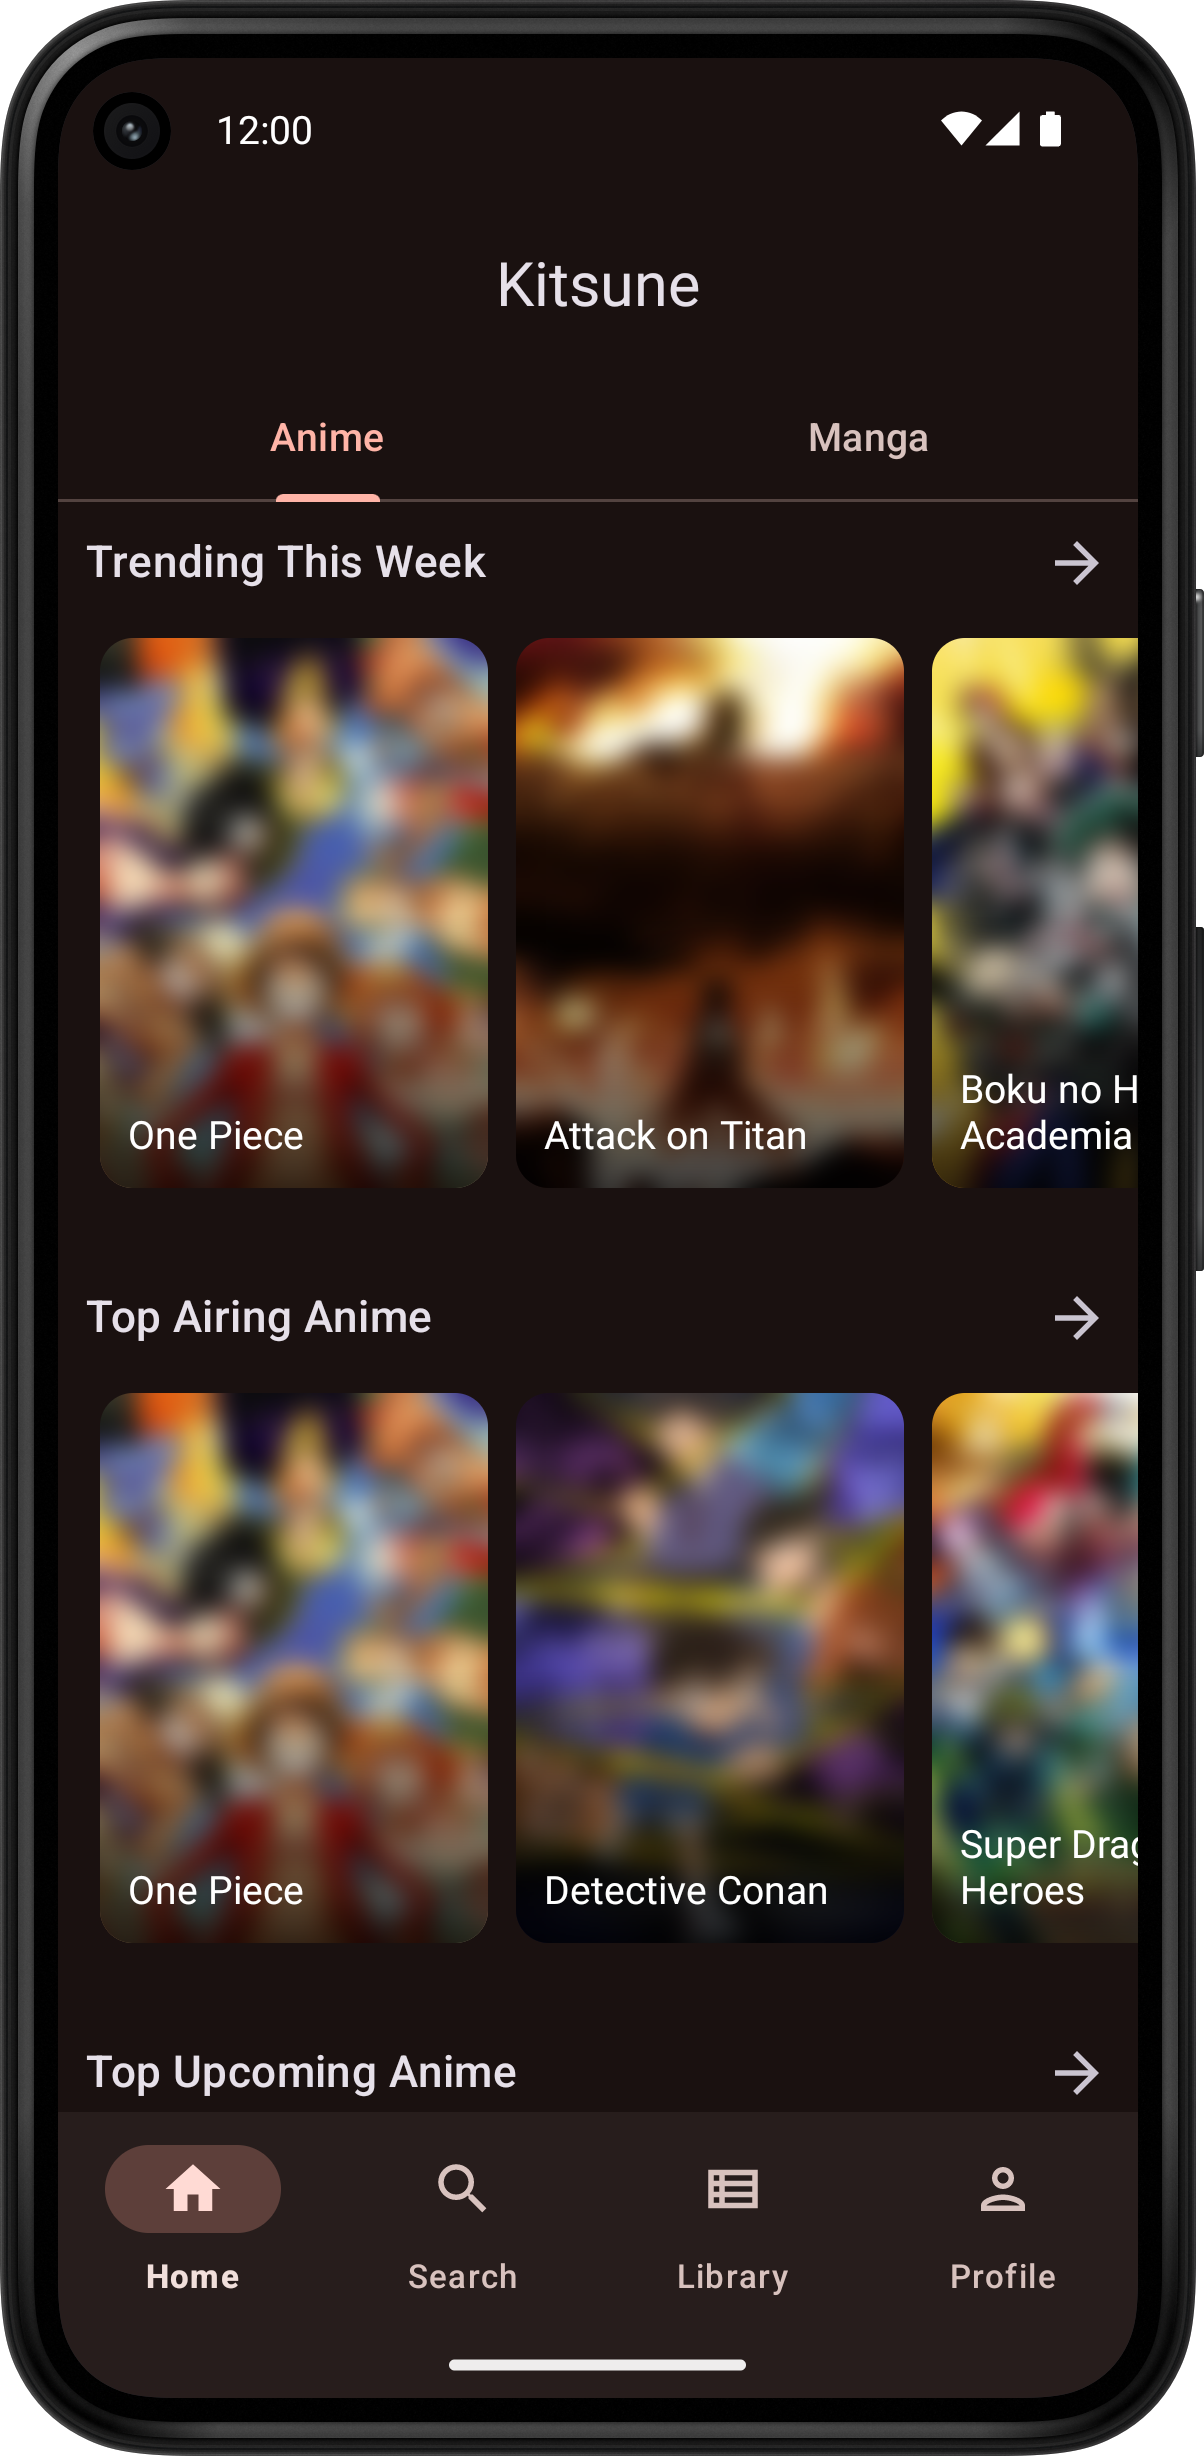 12:00
Kitsune
Anime
Manga
Trending This Week
One Piece
Attack on Titan
Boku no H
Academia
Top Airing Anime
One Piece
Detective Conan
Super Drag
Heroes
Top Upcoming Anime
Home
Search
Library
Profile